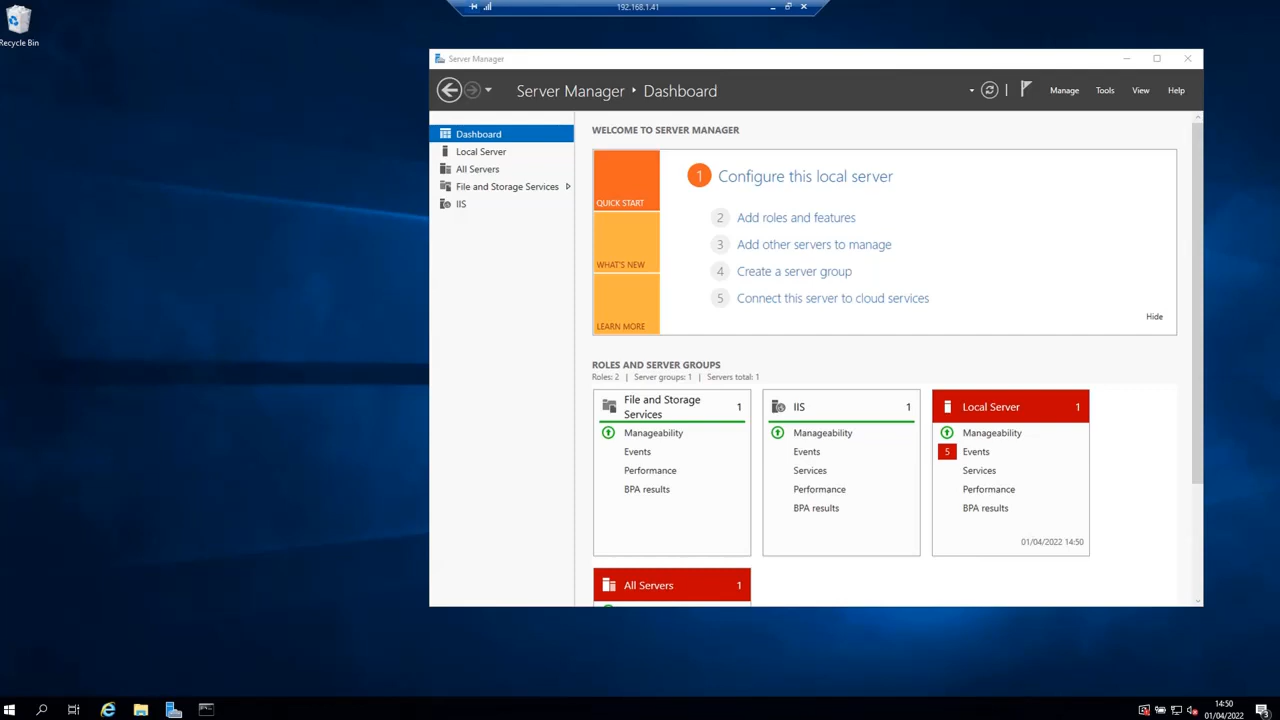 192.168.1.41
Recycle Bin
Server Manager
Server Manager ‣ Dashboard
Manage
Tools
View
Help
Dashboard
Local Server
All Servers
File and Storage Services
IIS
WELCOME TO SERVER MANAGER
QUICK START
WHAT'S NEW
LEARN MORE
1 Configure this local server
2 Add roles and features
3 Add other servers to manage
4 Create a server group
5 Connect this server to cloud services
Hide
ROLES AND SERVER GROUPS
Roles: 2 | Server groups: 1 | Servers total: 1
File and Storage
Services
1
Manageability
Events
Performance
BPA results
IIS 1
Manageability
Events
Services
Performance
BPA results
Local Server 1
Manageability
5 Events
Services
Performance
BPA results
01/04/2022 14:50
All Servers 1
14:50
01/04/2022
3